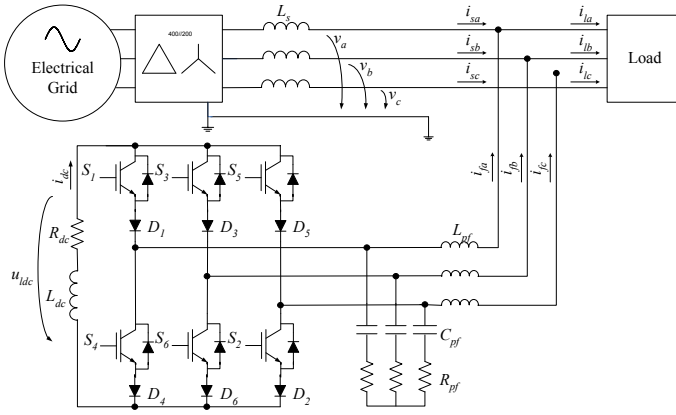 L_s
i_sa
i_la
400//200
v_a
Electrical
Grid
i_sb
i_lb
Load
v_b
i_sc
i_lc
v_c
i_dc
S_1
S_3
S_5
i_fa
i_fb
i_fc
D_1
D_3
D_5
R_dc
L_pf
u_ldc
L_dc
S_4
S_6
S_2
C_pf
R_pf
D_4
D_6
D_2